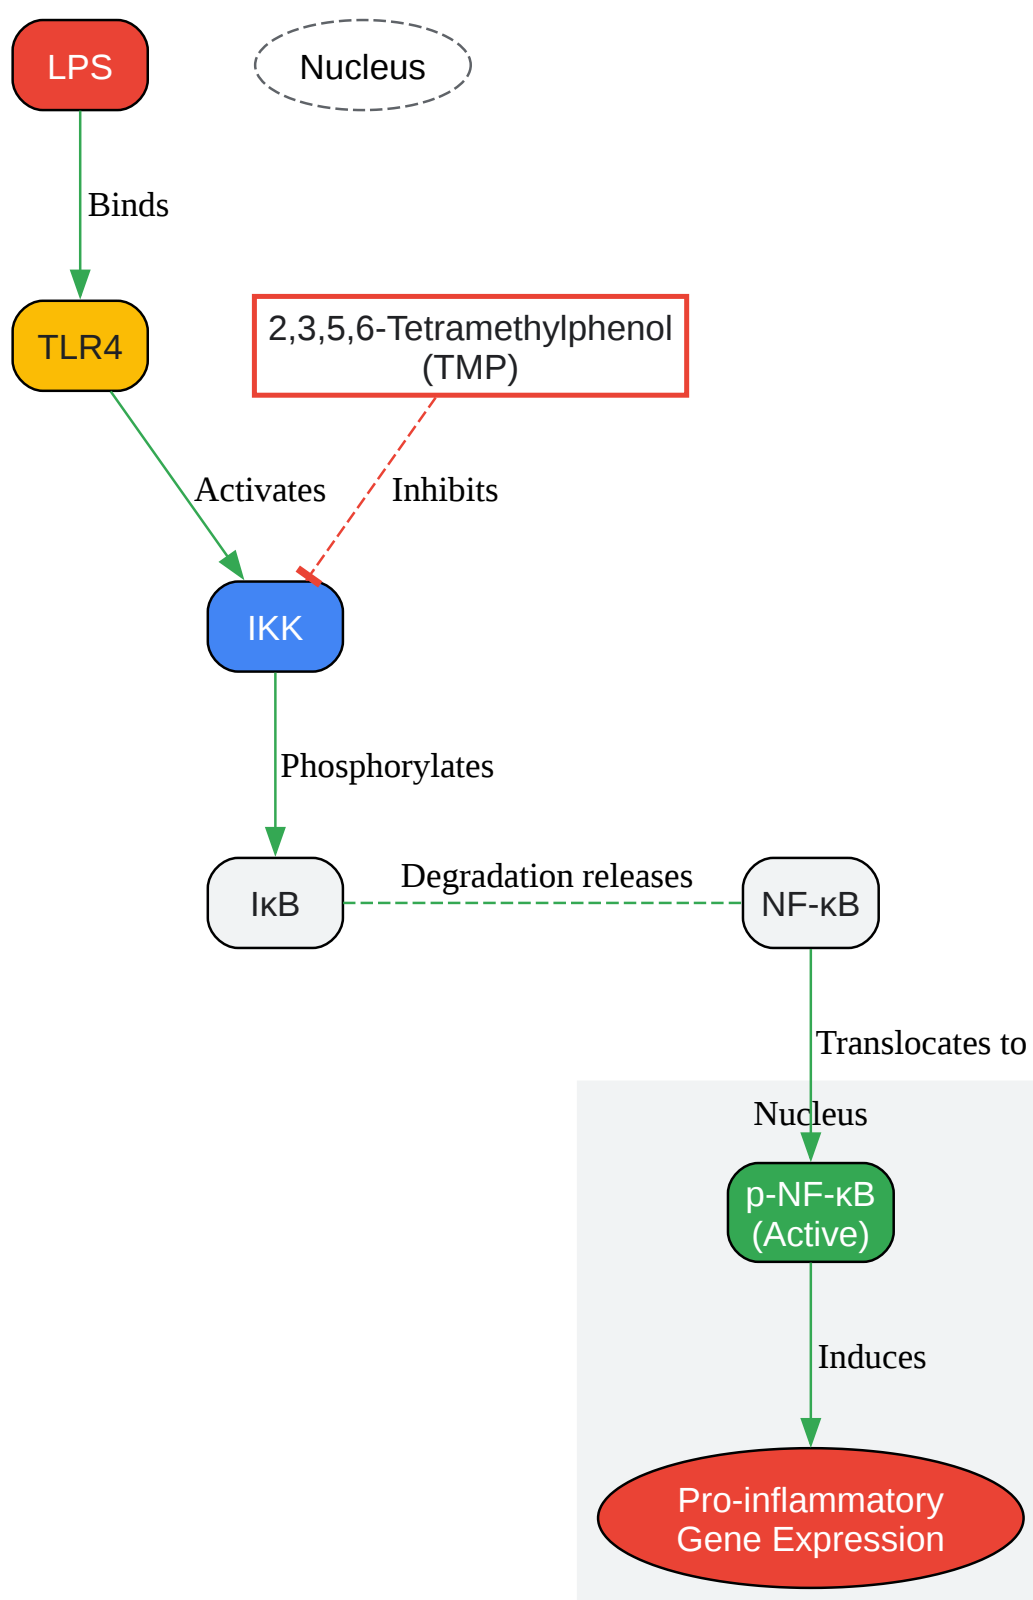 LPS
Nucleus
Binds
TLR4
2,3,5,6-Tetramethylphenol
(TMP)
Activates
Inhibits
IKK
Phosphorylates
IκB
Degradation releases
NF-κB
Translocates to
Nucleus
p-NF-κB
(Active)
Induces
Pro-inflammatory
Gene Expression